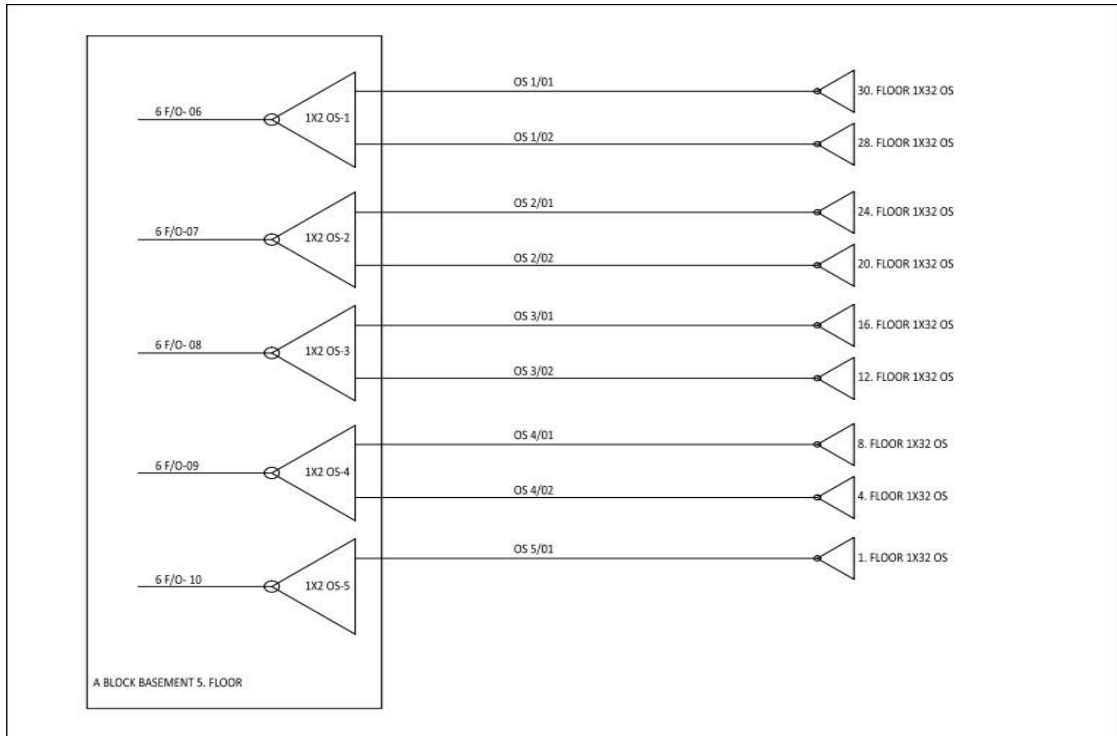 OS 1/01
30. FLOOR 1X32 OS
6 F/O- 06
1X2 OS-1
OS 1/02
28. FLOOR 1X32 OS
OS 2/01
24. FLOOR 1X32 OS
6 F/O-07
1X2 OS-2
OS 2/02
20. FLOOR 1X32 OS
OS 3/01
16. FLOOR 1X32 OS
6 F/O- 08
1X2 OS-3
OS 3/02
12. FLOOR 1X32 OS
OS 4/01
8. FLOOR 1X32 OS
6 F/O-09
1X2 OS-4
OS 4/02
4. FLOOR 1X32 OS
OS 5/01
1. FLOOR 1X32 OS
6 F/O- 10
1X2 OS-5
A BLOCK BASEMENT 5. FLOOR